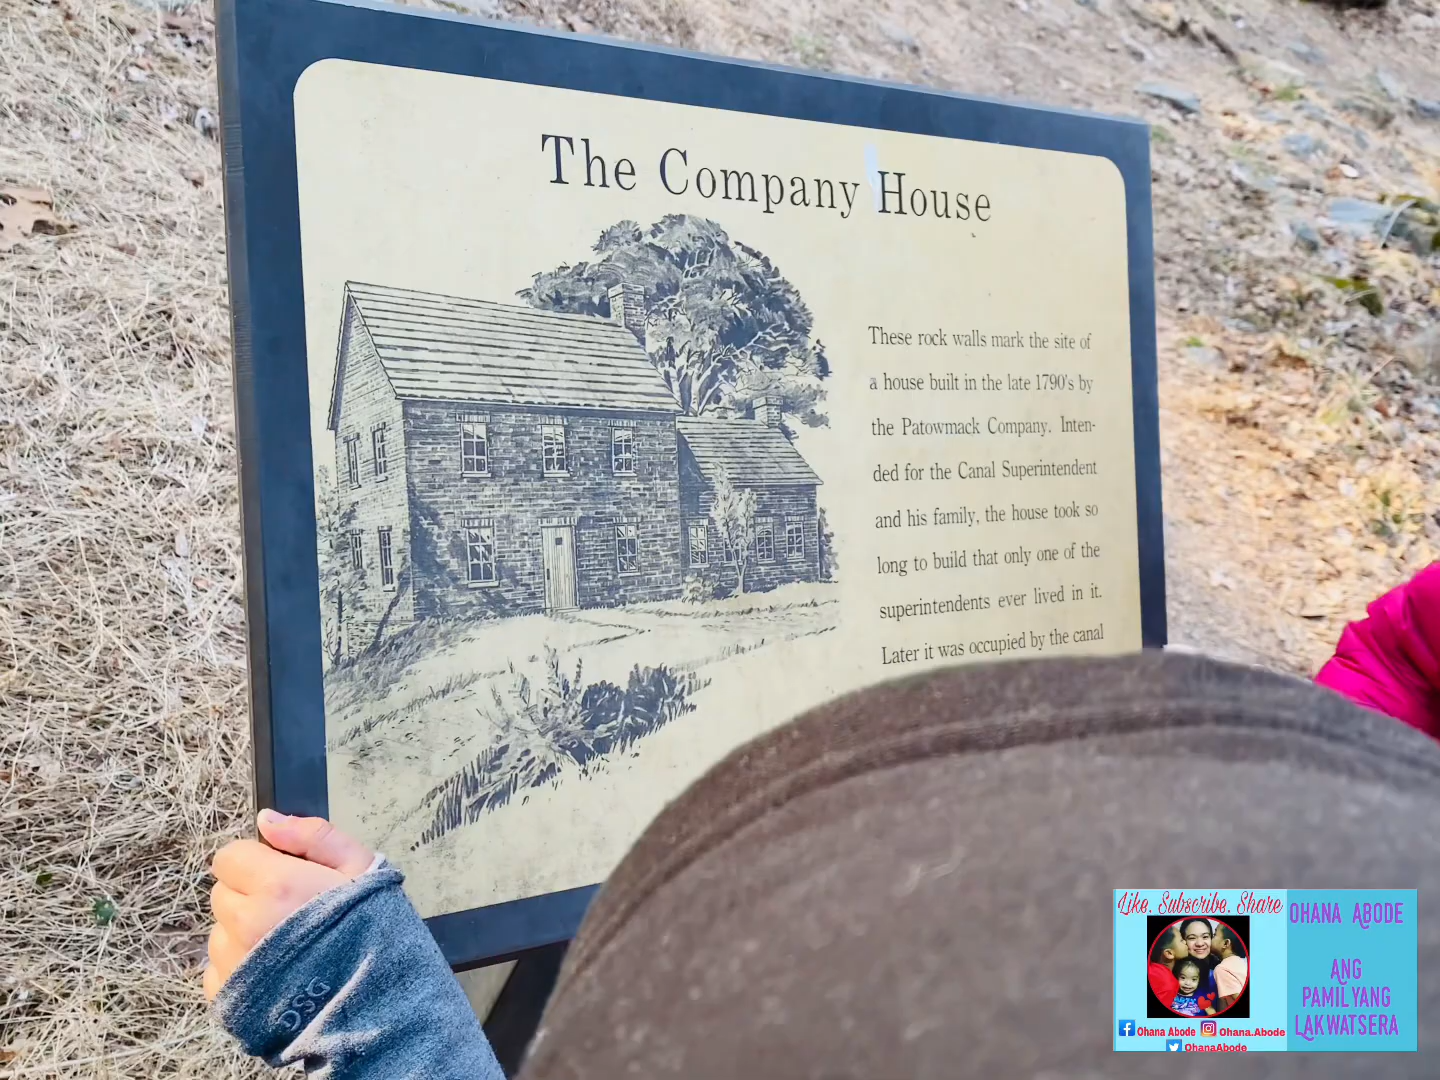 The Company House
These rock walls mark the site of
a house built in the late 1790's by
the Patowmack Company. Inten-
ded for the Canal Superintendent
and his family, the house took so
long to build that only one of the
superintendents ever lived in it.
Later it was occupied by the canal
DSG
Like. Subscribe. Share
Ohana Abode
Ohana.Abode
OhanaAbode
OHANA ABODE
ANG
PAMILYANG
LAKWATSERA